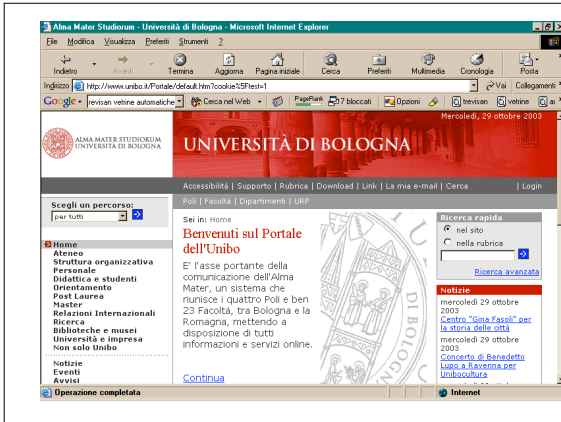 Alma Mater Studiorum - Università di Bologna - Microsoft Internet Explorer
File Modifica Visualizza Preferiti Strumenti ?
Indietro Avanti Termina Aggiorna Pagina iniziale Cerca Preferiti Multimedia Cronologia Posta
Indirizzo http://www.unibo.it/Portale/default.htm?cookie%5Ftest=1 Vai Collegamenti
Google revisan vetrine automatiche Cerca nel Web PageRank 17 bloccati Opzioni trevisan vetrine
Mercoledì, 29 ottobre 2003
ALMA MATER STUDIORUM
UNIVERSITÀ DI BOLOGNA
UNIVERSITÀ DI BOLOGNA
Accessibilità | Supporto | Rubrica | Download | Link | La mia e-mail | Cerca | Login
Poli | Facoltà | Dipartimenti | URP
Scegli un percorso:
per tutti
Home
Ateneo
Struttura organizzativa
Personale
Didattica e studenti
Orientamento
Post Laurea
Master
Relazioni Internazionali
Ricerca
Biblioteche e musei
Università e impresa
Non solo Unibo
Notizie
Eventi
Avvisi
Sei in: Home
Benvenuti sul Portale
dell'Unibo
E' l'asse portante della
comunicazione dell'Alma
Mater, un sistema che
riunisce i quattro Poli e ben
23 Facoltà, tra Bologna e la
Romagna, mettendo a
disposizione di tutti
informazioni e servizi online.
Continua
Ricerca rapida
nel sito
nella rubrica
Ricerca avanzata
Notizie
mercoledì 29 ottobre
2003
Centro "Gina Fasoli" per
la storia delle città
mercoledì 29 ottobre
2003
Concerto di Benedetto
Lupo a Ravenna per
Unibocultura
Operazione completata
Internet